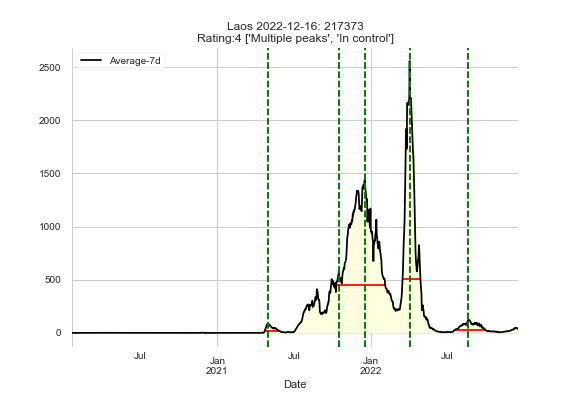 Laos 2022-12-16: 217373
Rating:4 ['Multiple peaks', 'In control']
Average-7d
2500
2000
1500
1000
500
0
Jul
Jan
2021
Jul
Jan
2022
Jul
Date